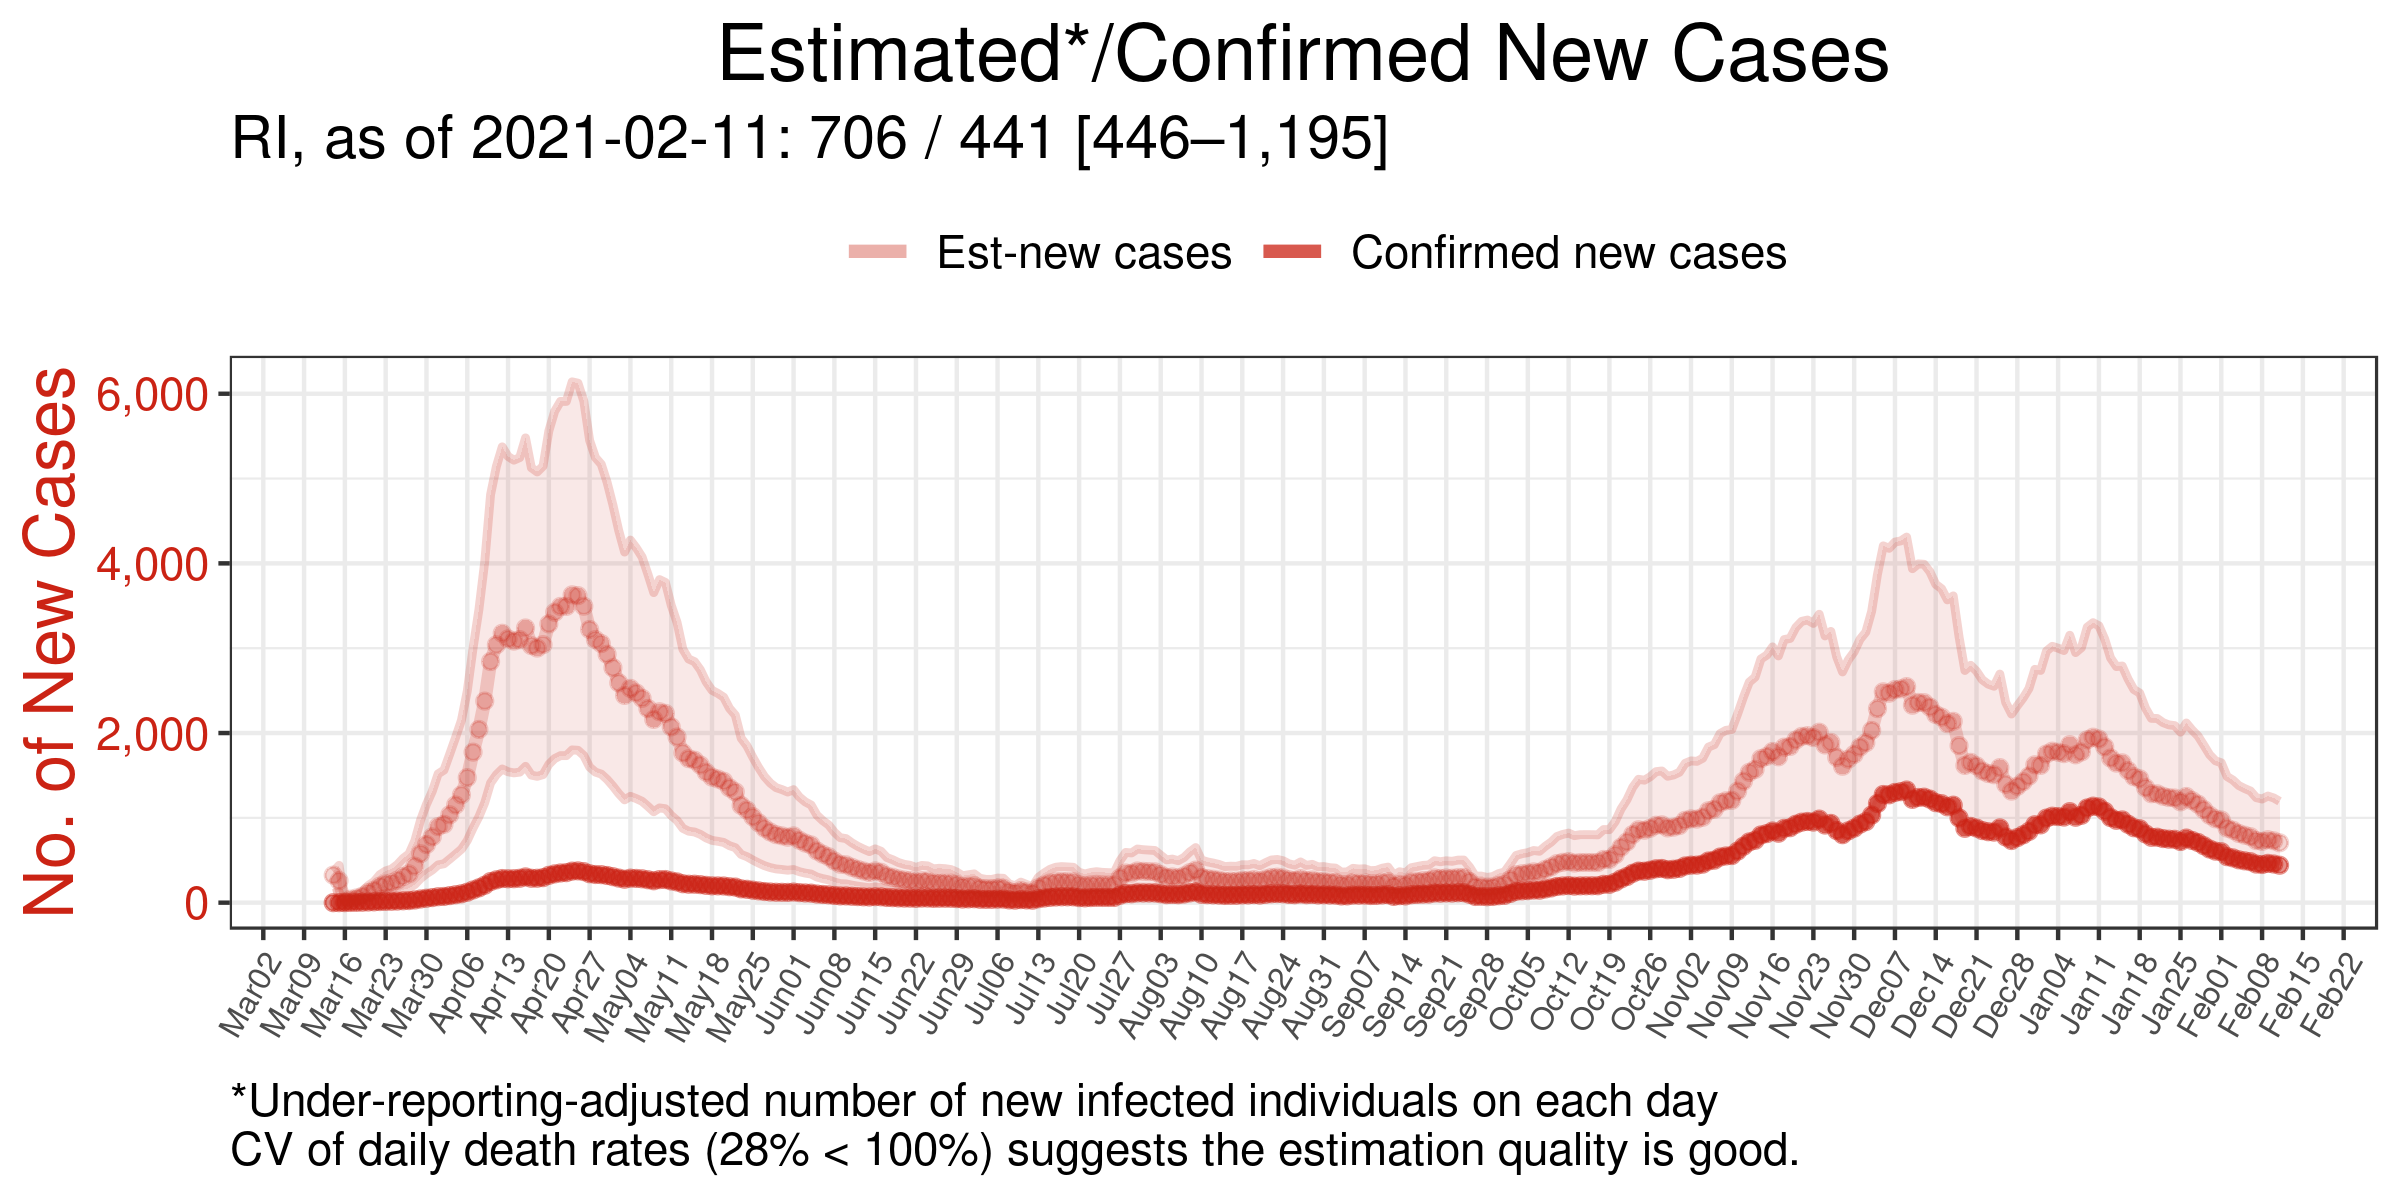 Estimated*/Confirmed New Cases
RI, as of 2021-02-11: 706 / 441 [446–1,195]
Est-new cases Confirmed new cases
No. of New Cases
6,000
4,000
2,000
0
Mar02 Mar09 Mar16 Mar23 Mar30 Apr06 Apr13 Apr20 Apr27 May04 May11 May18 May25 Jun01 Jun08 Jun15 Jun22 Jun29 Jul06 Jul13 Jul20 Jul27 Aug03 Aug10 Aug17 Aug24 Aug31 Sep07 Sep14 Sep21 Sep28 Oct05 Oct12 Oct19 Oct26 Nov02 Nov09 Nov16 Nov23 Nov30 Dec07 Dec14 Dec21 Dec28 Jan04 Jan11 Jan18 Jan25 Feb01 Feb08 Feb15 Feb22
*Under-reporting-adjusted number of new infected individuals on each day
CV of daily death rates (28% < 100%) suggests the estimation quality is good.